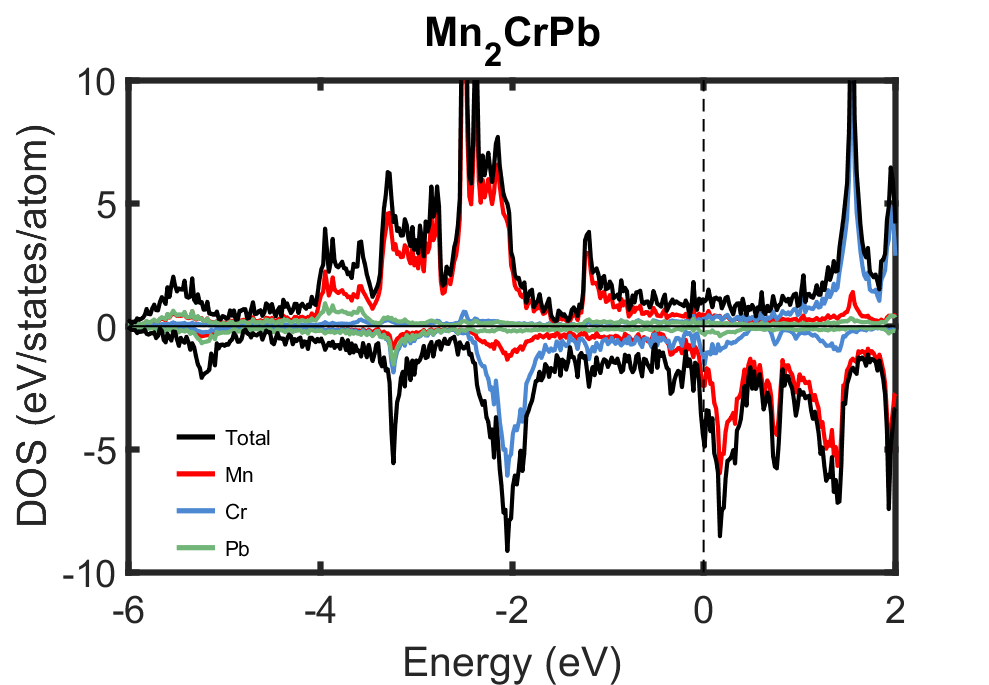 Mn2CrPb
DOS (eV/states/atom)
10
5
0
-5
-10
Total
Mn
Cr
Pb
-6 -4 -2 0 2
Energy (eV)